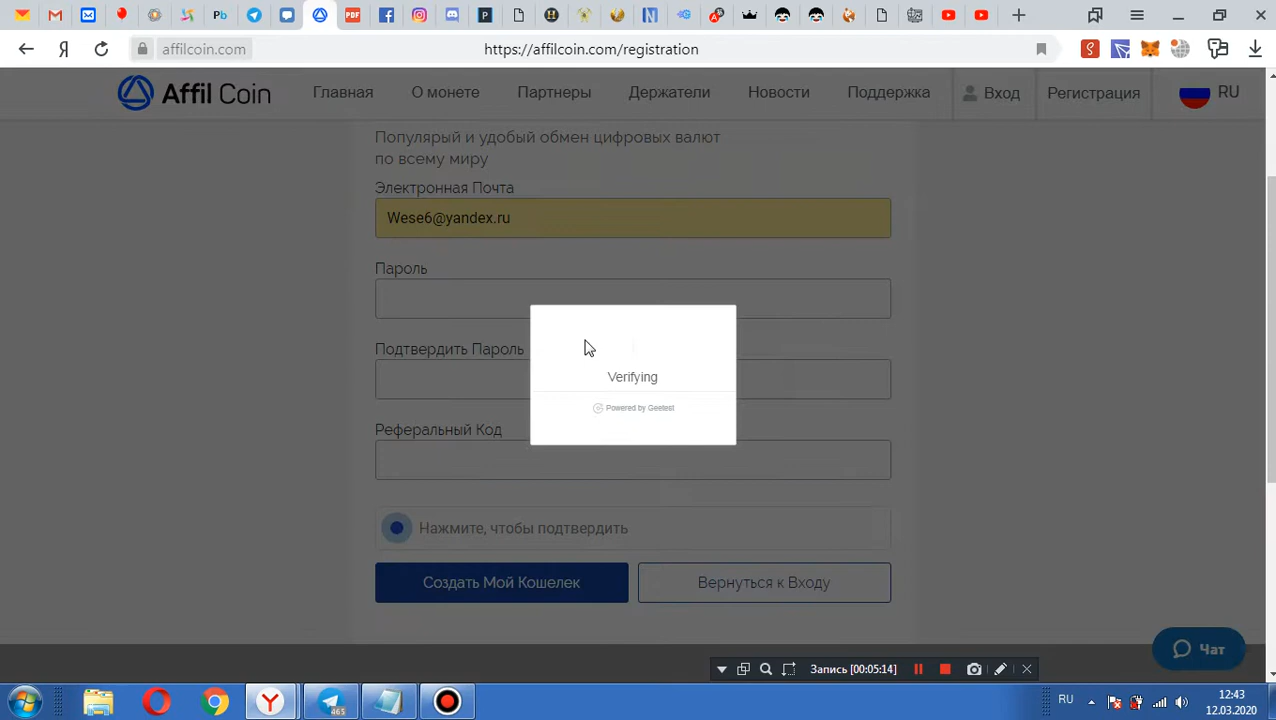 affilcoin.com
https://affilcoin.com/registration
Affil Coin
Главная
О монете
Партнеры
Держатели
Новости
Поддержка
Вход
Регистрация
RU
Популярый и удобый обмен цифровых валют
по всему миру
Электронная Почта
Wese6@yandex.ru
Пароль
Подтвердить Пароль
Verifying
Powered by Geetest
Реферальный Код
Нажмите, чтобы подтвердить
Создать Мой Кошелек
Вернуться к Входу
Чат
Запись [00:05:14]
465
RU
12:43
12.03.2020